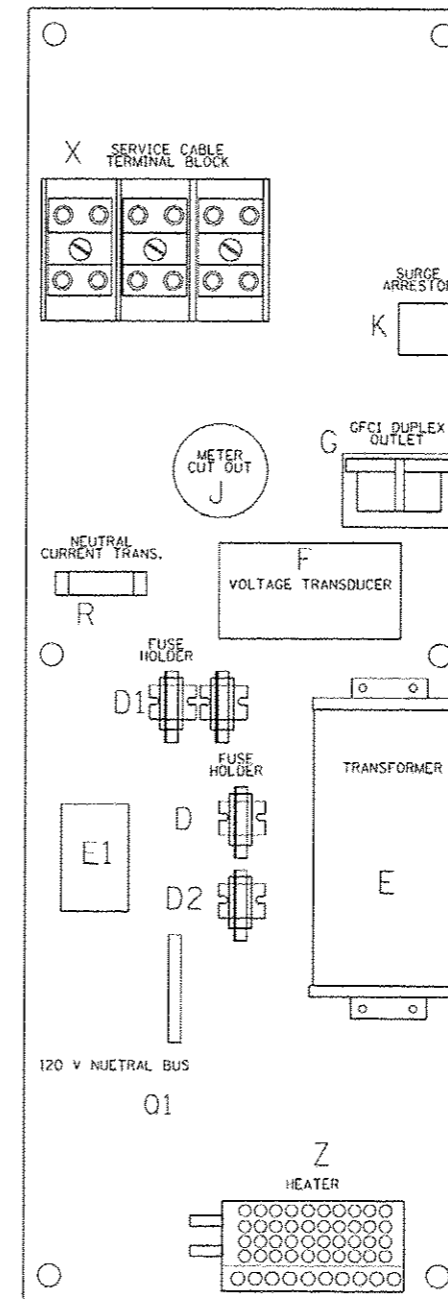 X
SERVICE CABLE
TERMINAL BLOCK
SURGE
ARRESTOR
K
G
GFCI DUPLEX
OUTLET
METER
CUT OUT
J
NEUTRAL
CURRENT TRANS.
R
F
VOLTAGE TRANSDUCER
FUSE
HOLDER
D1
FUSE
HOLDER
TRANSFORMER
D
E1
E
D2
120 V NUETRAL BUS
Q1
Z
HEATER